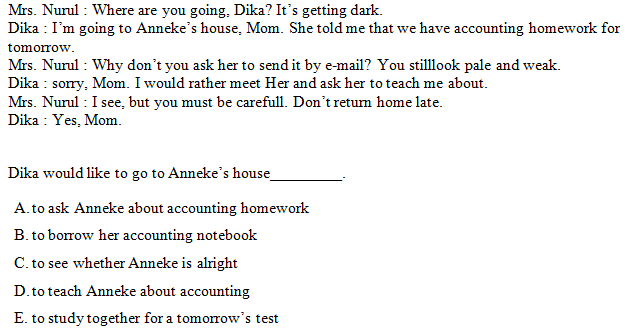 Mrs. Nurul : Where are you going, Dika? It's getting dark.
Dika : I'm going to Anneke's house, Mom. She told me that we have accounting homework for
tomorrow.
Mrs. Nurul : Why don't you ask her to send it by e-mail? You stilllook pale and weak.
Dika : sorry, Mom. I would rather meet Her and ask her to teach me about.
Mrs. Nurul : I see, but you must be carefull. Don't return home late.
Dika : Yes, Mom.
Dika would like to go to Anneke's house__________.
A. to ask Anneke about accounting homework
B. to borrow her accounting notebook
C. to see whether Anneke is alright
D. to teach Anneke about accounting
E. to study together for a tomorrow's test